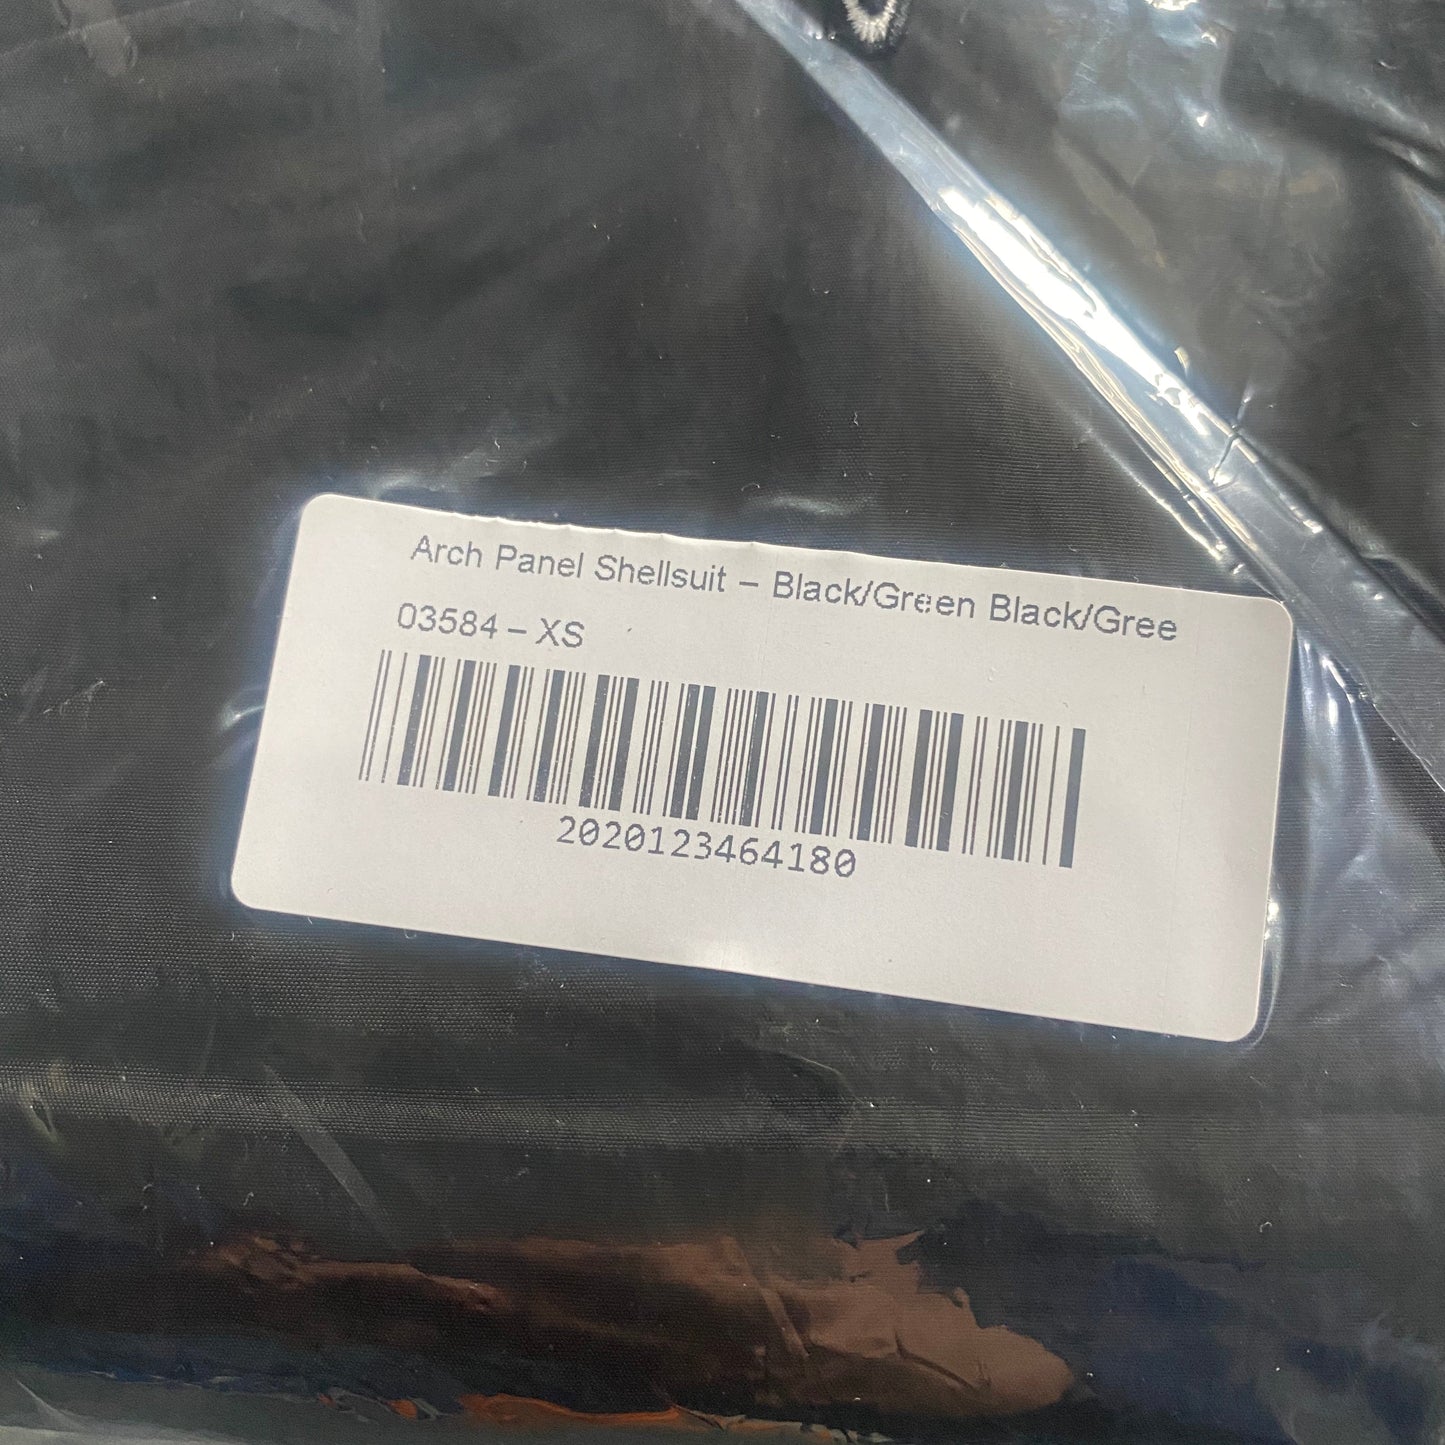 Arch Panel Shellsuit – Black/Green Black/Gree
03584 – XS
2020123464180